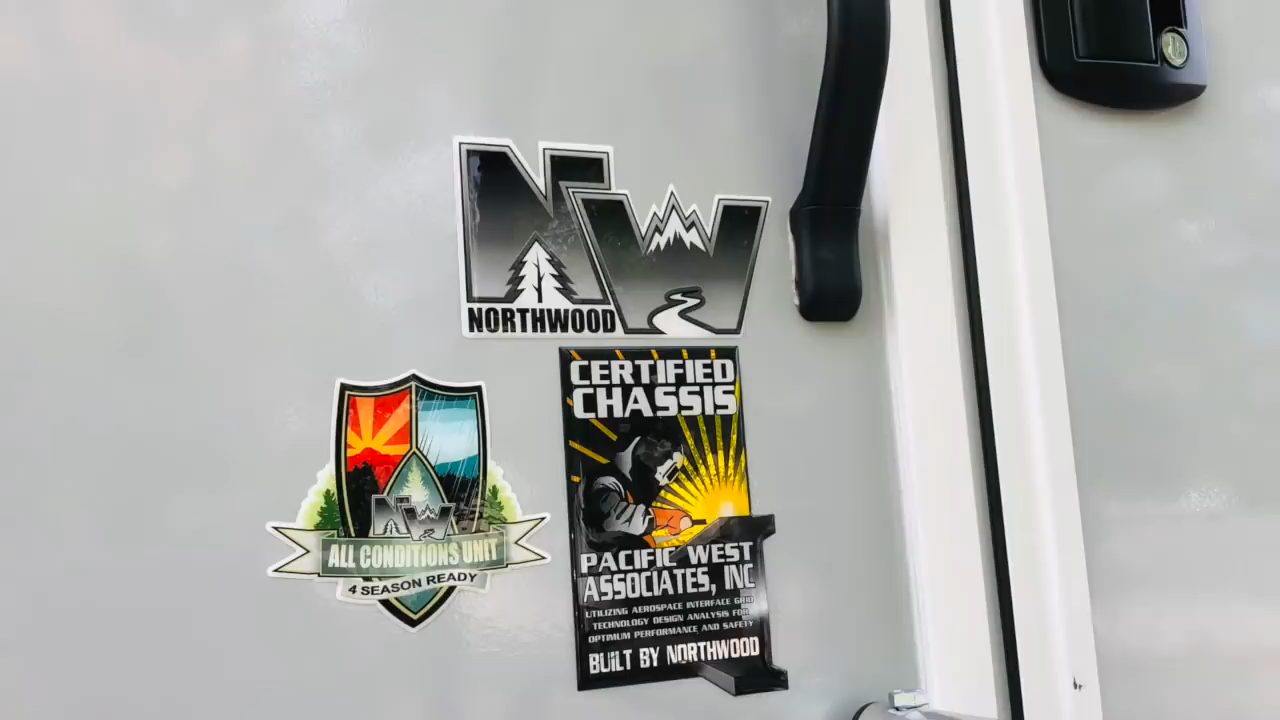 NW
NORTHWOOD
CERTIFIED
CHASSIS
PACIFIC WEST
ASSOCIATES, INC
UTILIZING AEROSPACE INTERFACE GRID
TECHNOLOGY DESIGN ANALYSIS FOR
OPTIMUM PERFORMANCE AND SAFETY
BUILT BY NORTHWOOD
NW
ALL CONDITIONS UNIT
4 SEASON READY